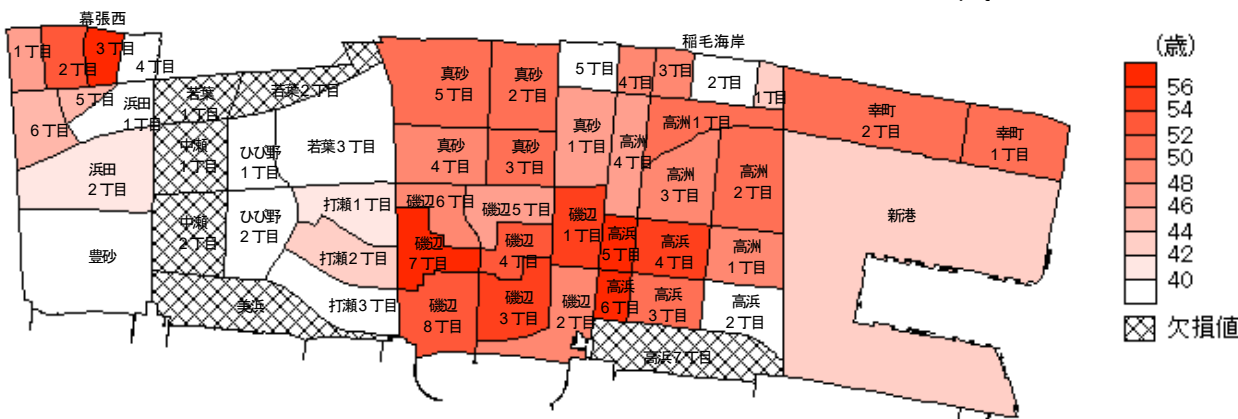 幕張西
1丁目
2丁目
3丁目
4丁目
5丁目
6丁目
浜田
1丁目
浜田
2丁目
豊砂
若葉
1丁目
若葉2丁目
若葉3丁目
中瀬
1丁目
中瀬
2丁目
ひび野
1丁目
ひび野
2丁目
美浜
打瀬1丁目
打瀬2丁目
打瀬3丁目
真砂
5丁目
真砂
2丁目
真砂
4丁目
真砂
3丁目
真砂
1丁目
磯辺6丁目
磯辺5丁目
磯辺
7丁目
磯辺
4丁目
磯辺
1丁目
磯辺
8丁目
磯辺
3丁目
磯辺
2丁目
稲毛海岸
5丁目
4丁目
3丁目
2丁目
1丁目
高洲1丁目
高洲
4丁目
高洲
3丁目
高洲
2丁目
高洲
1丁目
高浜
5丁目
高浜
4丁目
高浜
6丁目
高浜
3丁目
高浜
2丁目
高浜7丁目
幸町
2丁目
幸町
1丁目
新港
(歳)
56
54
52
50
48
46
44
42
40
欠損値